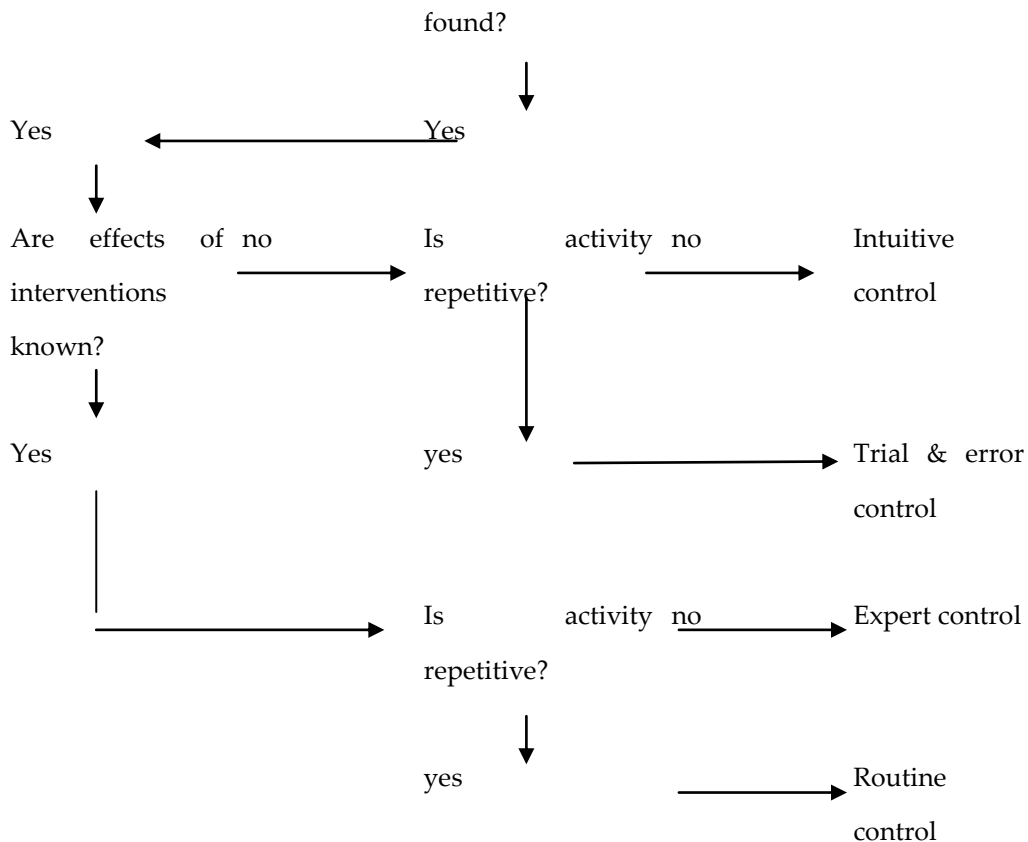 found?
Yes Yes
Are effects of no Is activity no Intuitive
interventions repetitive? control
known?
Yes yes Trial & error
control
Is activity no Expert control
repetitive?
yes Routine
control